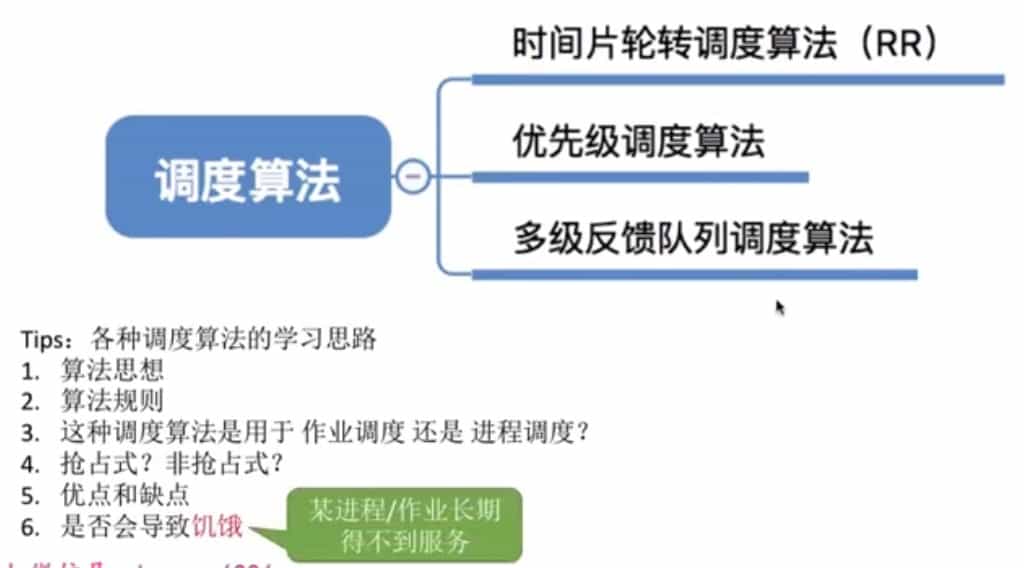 时间片轮转调度算法（RR）
调度算法
优先级调度算法
多级反馈队列调度算法
Tips：各种调度算法的学习思路
1. 算法思想
2. 算法规则
3. 这种调度算法是用于 作业调度 还是 进程调度？
4. 抢占式？非抢占式？
5. 优点和缺点
6. 是否会导致饥饿
某进程/作业长期
得不到服务